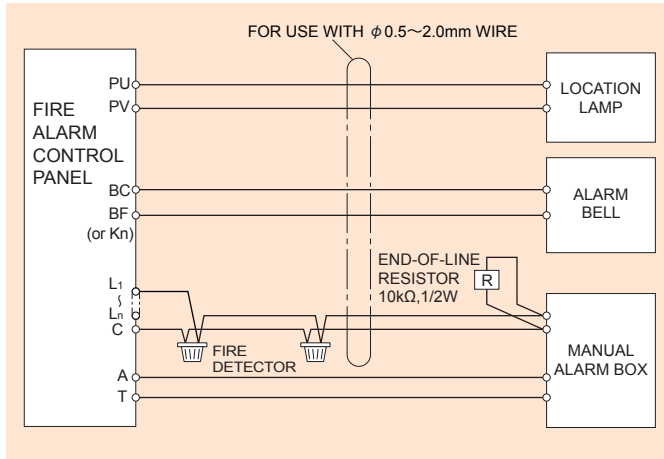 FOR USE WITH φ0.5~2.0mm WIRE
FIRE
ALARM
CONTROL
PANEL
PU
PV
BC
BF
(or Kn)
L1
~
Ln
C
A
T
FIRE
DETECTOR
END-OF-LINE
RESISTOR
10kΩ,1/2W
R
LOCATION
LAMP
ALARM
BELL
MANUAL
ALARM BOX